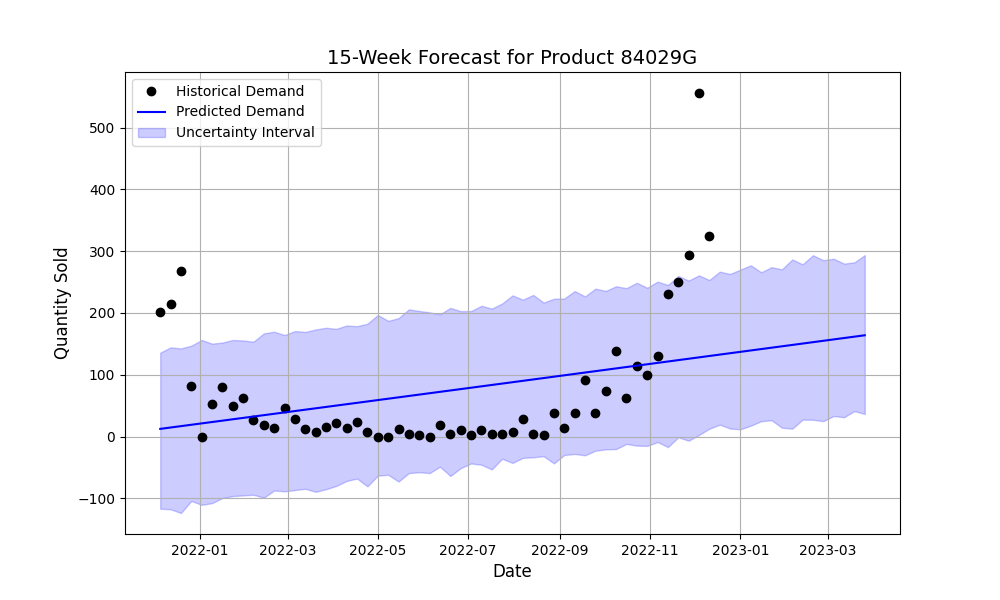 15-Week Forecast for Product 84029G
Historical Demand
Predicted Demand
Uncertainty Interval
Quantity Sold
500
400
300
200
100
0
−100
2022-01
2022-03
2022-05
2022-07
2022-09
2022-11
2023-01
2023-03
Date